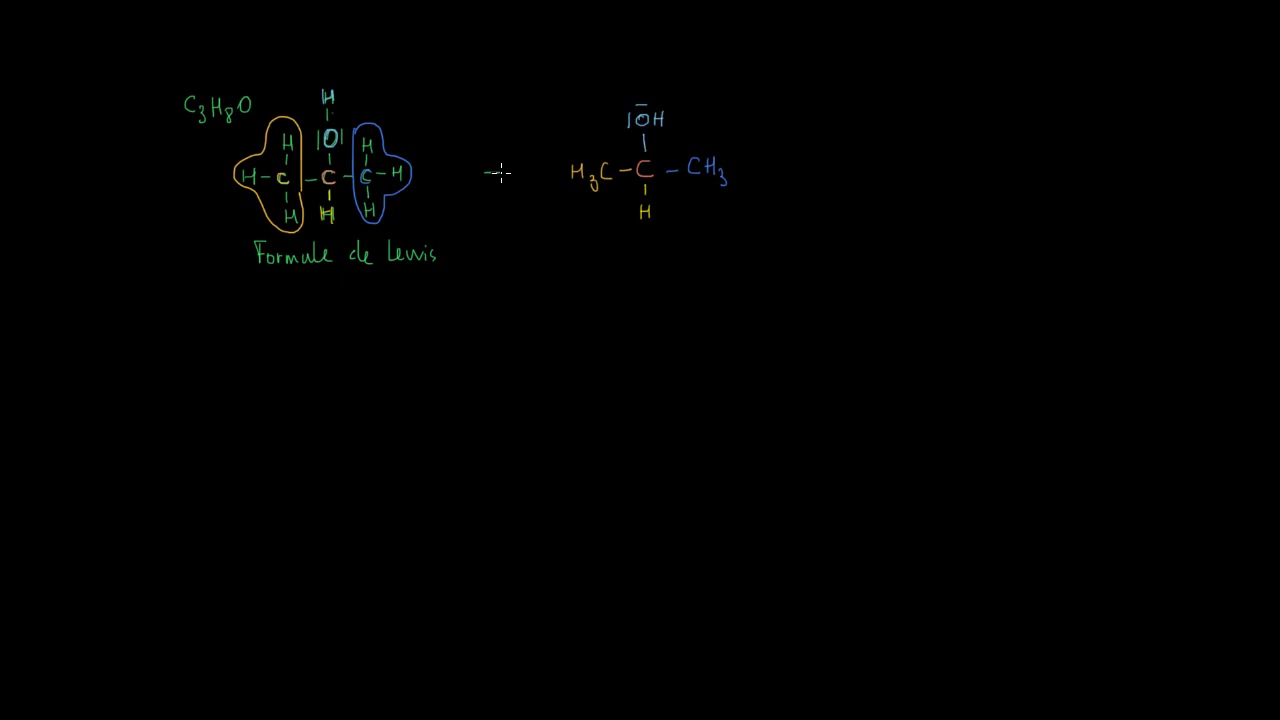 C₃H₈O
H
H |O| H
H-C-C-C-H
H H H
Formule de Lewis
|O̅H
H₃C-C-CH₃
H